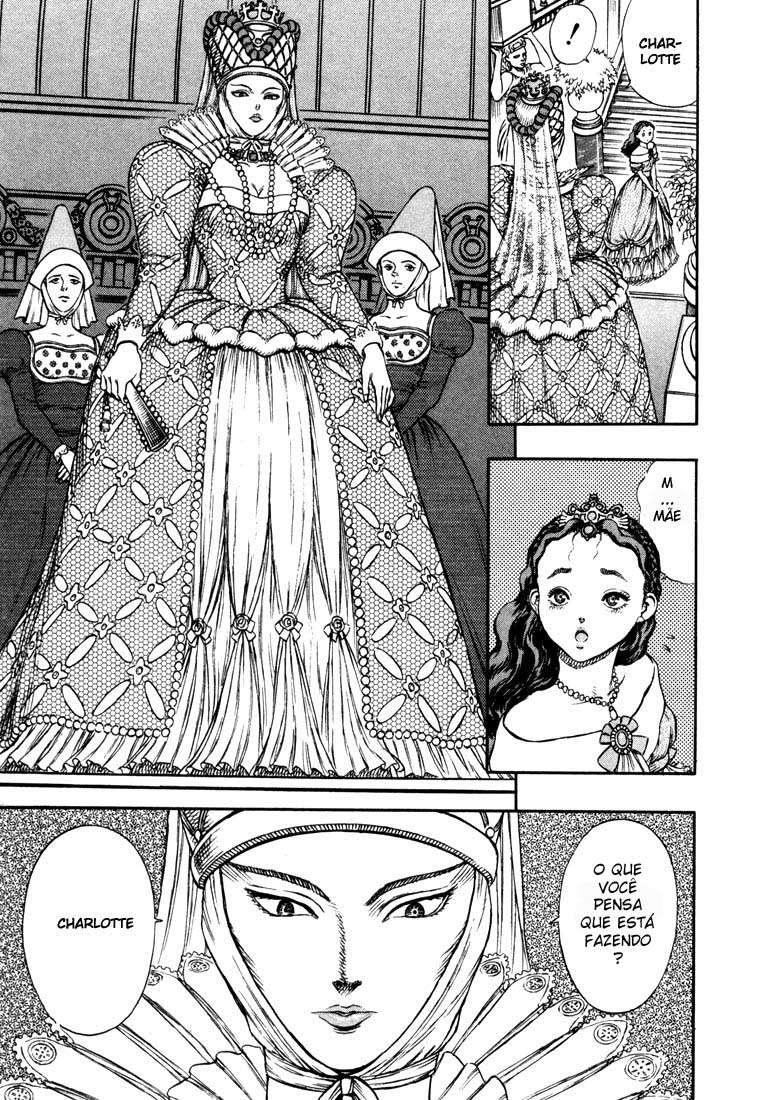 !
CHAR-
LOTTE
M
...
MÃE
O QUE
VOCÊ
PENSA
QUE ESTÁ
FAZENDO
?
CHARLOTTE